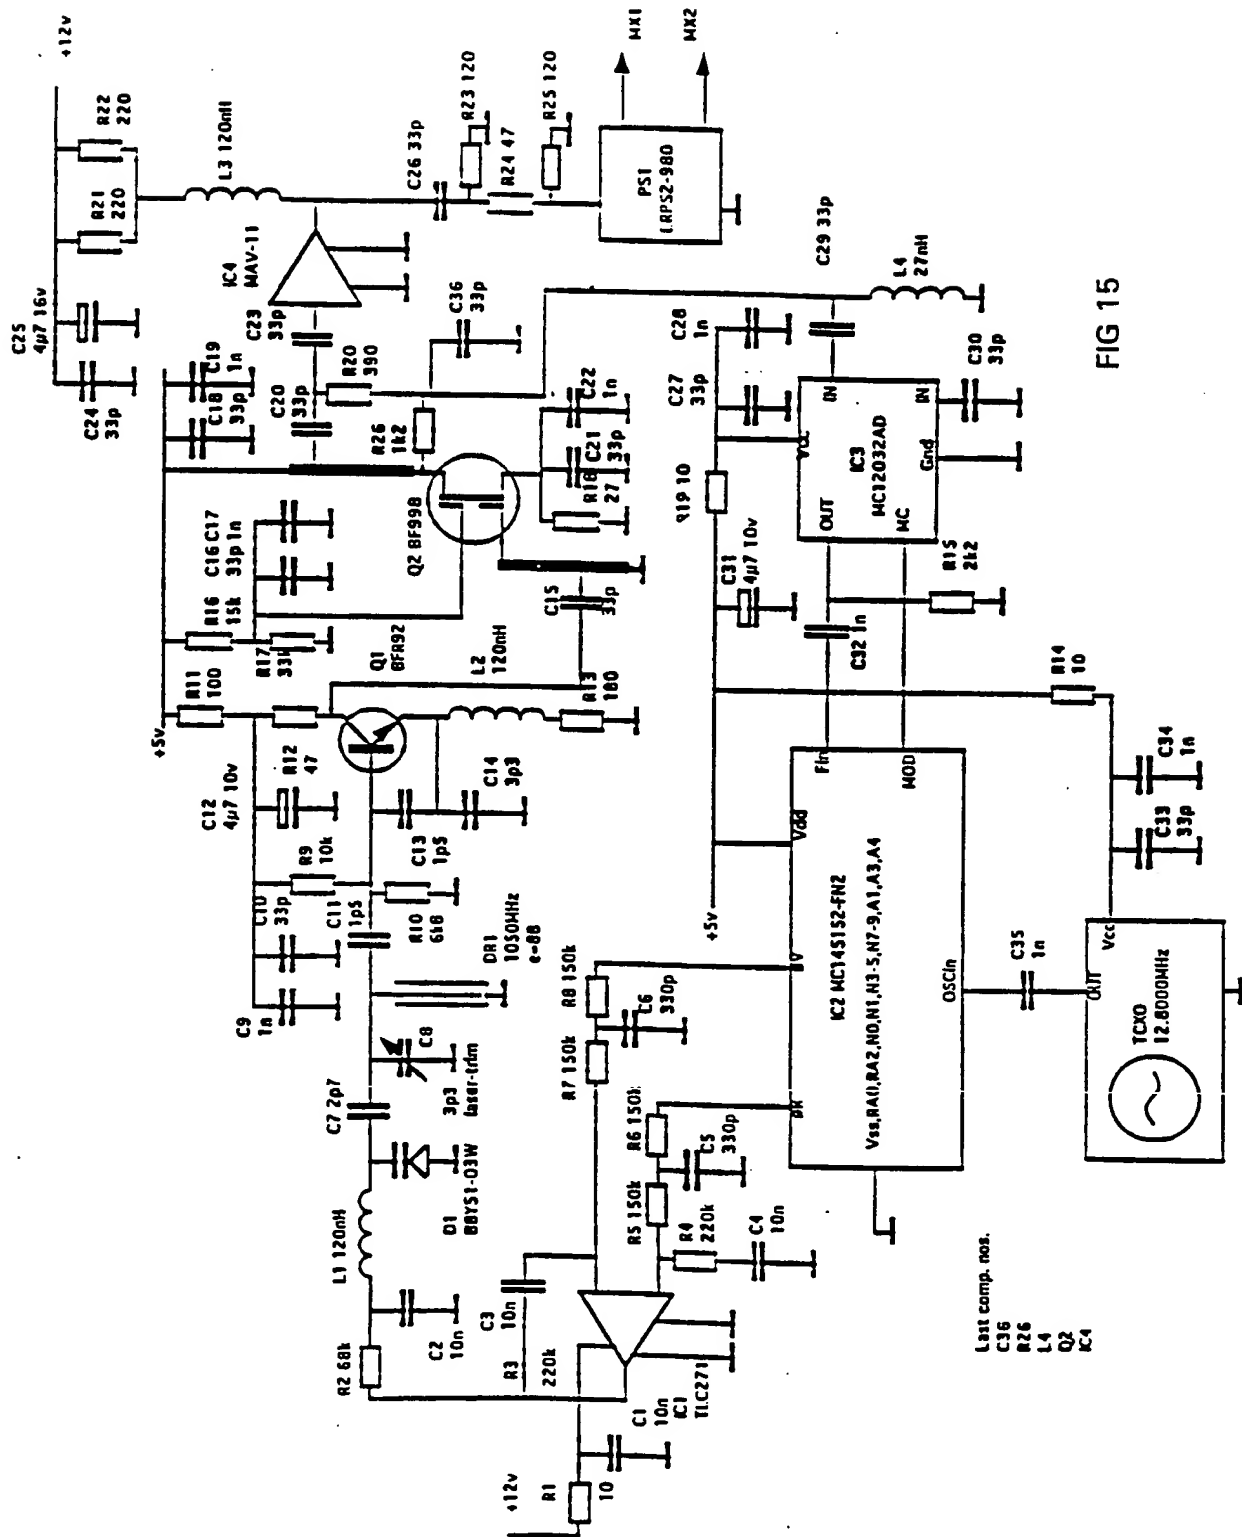 +12v
R22
220
R21
220
C25
4μ7 16v
C24
33p
L3 120nH
IC4
MAV-11
C26 33p
R23 120
R24 47
R25 120
PS1
LRPS2-980
MX1
MX2
C19
1n
C18
33p
C23
33p
C20
33p
R20
390
C36
33p
R26
1k2
C22
1n
C21
33p
R18
27
Q2 BF998
C17
1n
C16
33p
R16
15k
R17
33k
+5v
R11
100
R12
47
C12
4μ7 10v
Q1
BFR92
L2
120nH
C15
33p
R13
180
C14
3p3
C13
1p5
R9
10k
C10
33p
C11
1p5
R10
6k8
C9
1n
DR1
1050MHz
e=88
C8
3p3
laser-trim
C7 2p7
D1
BBY51-03W
L1 120nH
C2
10n
R2 68k
C3
10n
R3
220k
C1
10n
IC1
TLC271
+12v
R1
10
R8 150k
C6
330p
R7 150k
R6 150k
C5
330p
R5 150k
R4
220k
C4
10n
+5v
Vdd
Fin
MOD
IC2 MC145152-FN2
Vss,RA0,RA2,N0,N1,N3-5,N7-9,A1,A3,A4
OSCin
C35
1n
OUT
Vcc
TCXO
12.8000MHz
C33
33p
C34
1n
R14
10
C31
4μ7 10v
C32 1n
R15
2k2
R19 10
C27
33p
C28
1n
Vcc
OUT
IN
IC3
MC12032AD
MC
Gnd
IN
C29 33p
C30
33p
L4
27nH
Last comp. nos.
C36
R26
L4
Q2
IC4
FIG 15